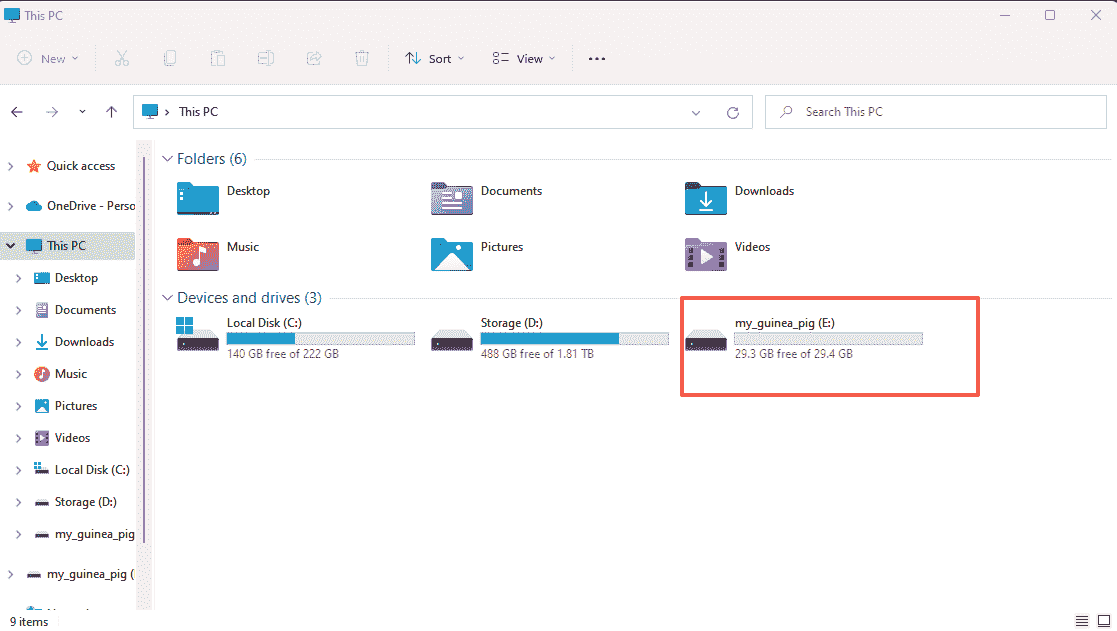 This PC
New
Sort
View
This PC
Search This PC
Quick access
OneDrive - Perso
This PC
Desktop
Documents
Downloads
Music
Pictures
Videos
Local Disk (C:)
Storage (D:)
my_guinea_pig
my_guinea_pig (
Folders (6)
Desktop
Documents
Downloads
Music
Pictures
Videos
Devices and drives (3)
Local Disk (C:)
140 GB free of 222 GB
Storage (D:)
488 GB free of 1.81 TB
my_guinea_pig (E:)
29.3 GB free of 29.4 GB
9 items